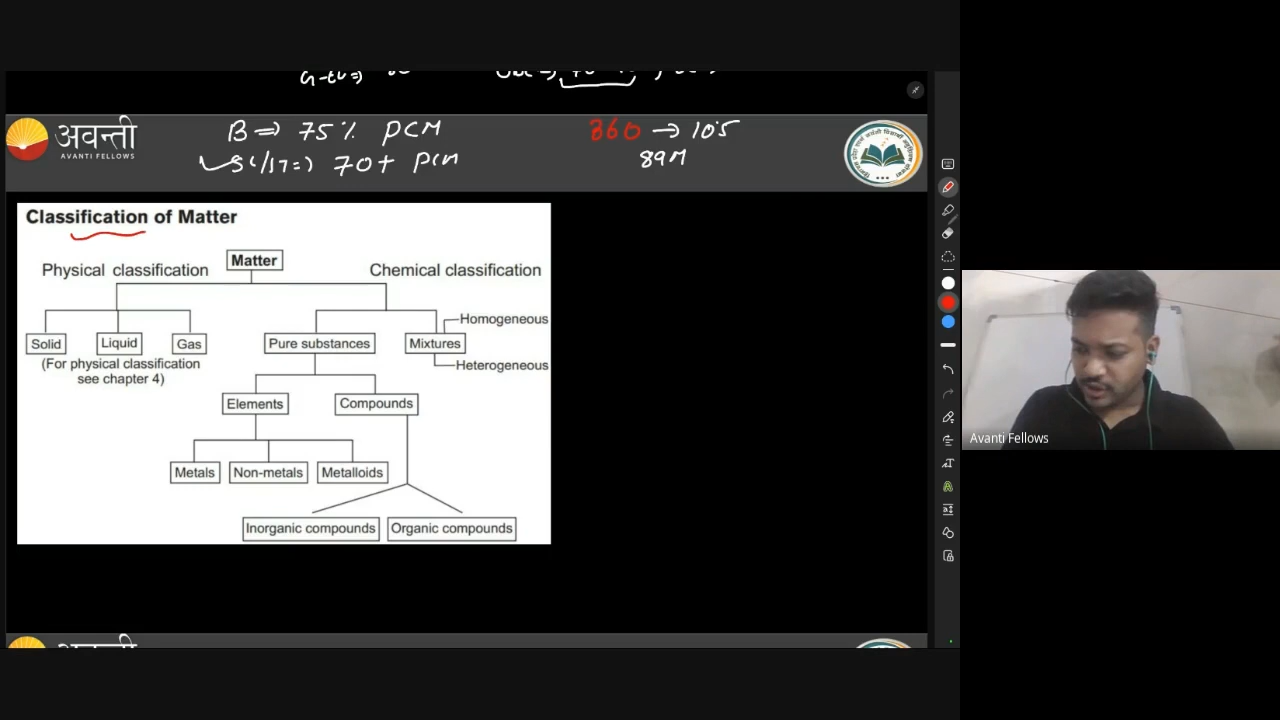 अवन्ती
AVANTI FELLOWS
B => 75% PCM
360 → 105
89M
70+ PCM
Classification of Matter
Matter
Physical classification
Chemical classification
Homogeneous
Solid
Liquid
Gas
Pure substances
Mixtures
(For physical classification
see chapter 4)
Heterogeneous
Elements
Compounds
Metals
Non-metals
Metalloids
Inorganic compounds
Organic compounds
Avanti Fellows